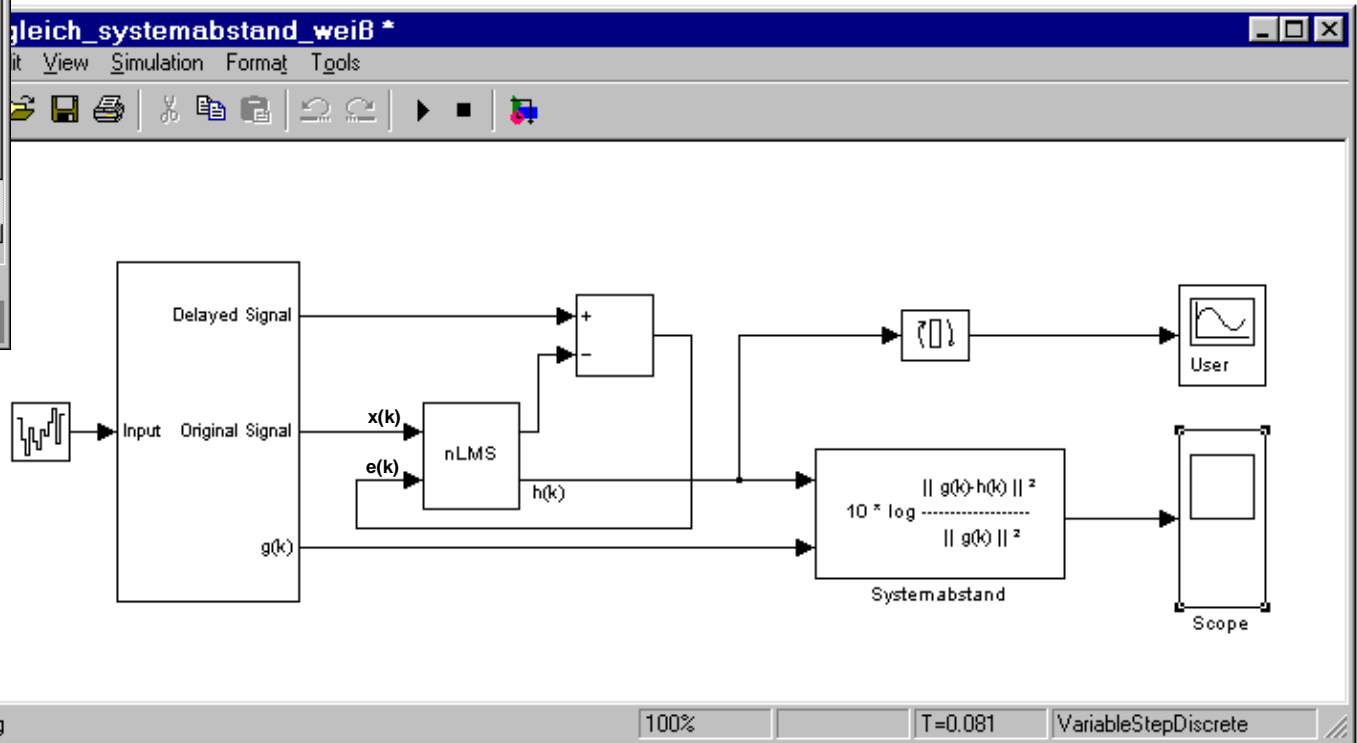 gleich_systemabstand_weiß *
it View Simulation Format Tools
Delayed Signal
+
−
User
Input Original Signal
x(k)
nLMS
e(k)
h(k)
|| g(k)-h(k) || ²
10 * log -------------------
|| g(k) || ²
g(k)
Systemabstand
Scope
g 100% T=0.081 VariableStepDiscrete